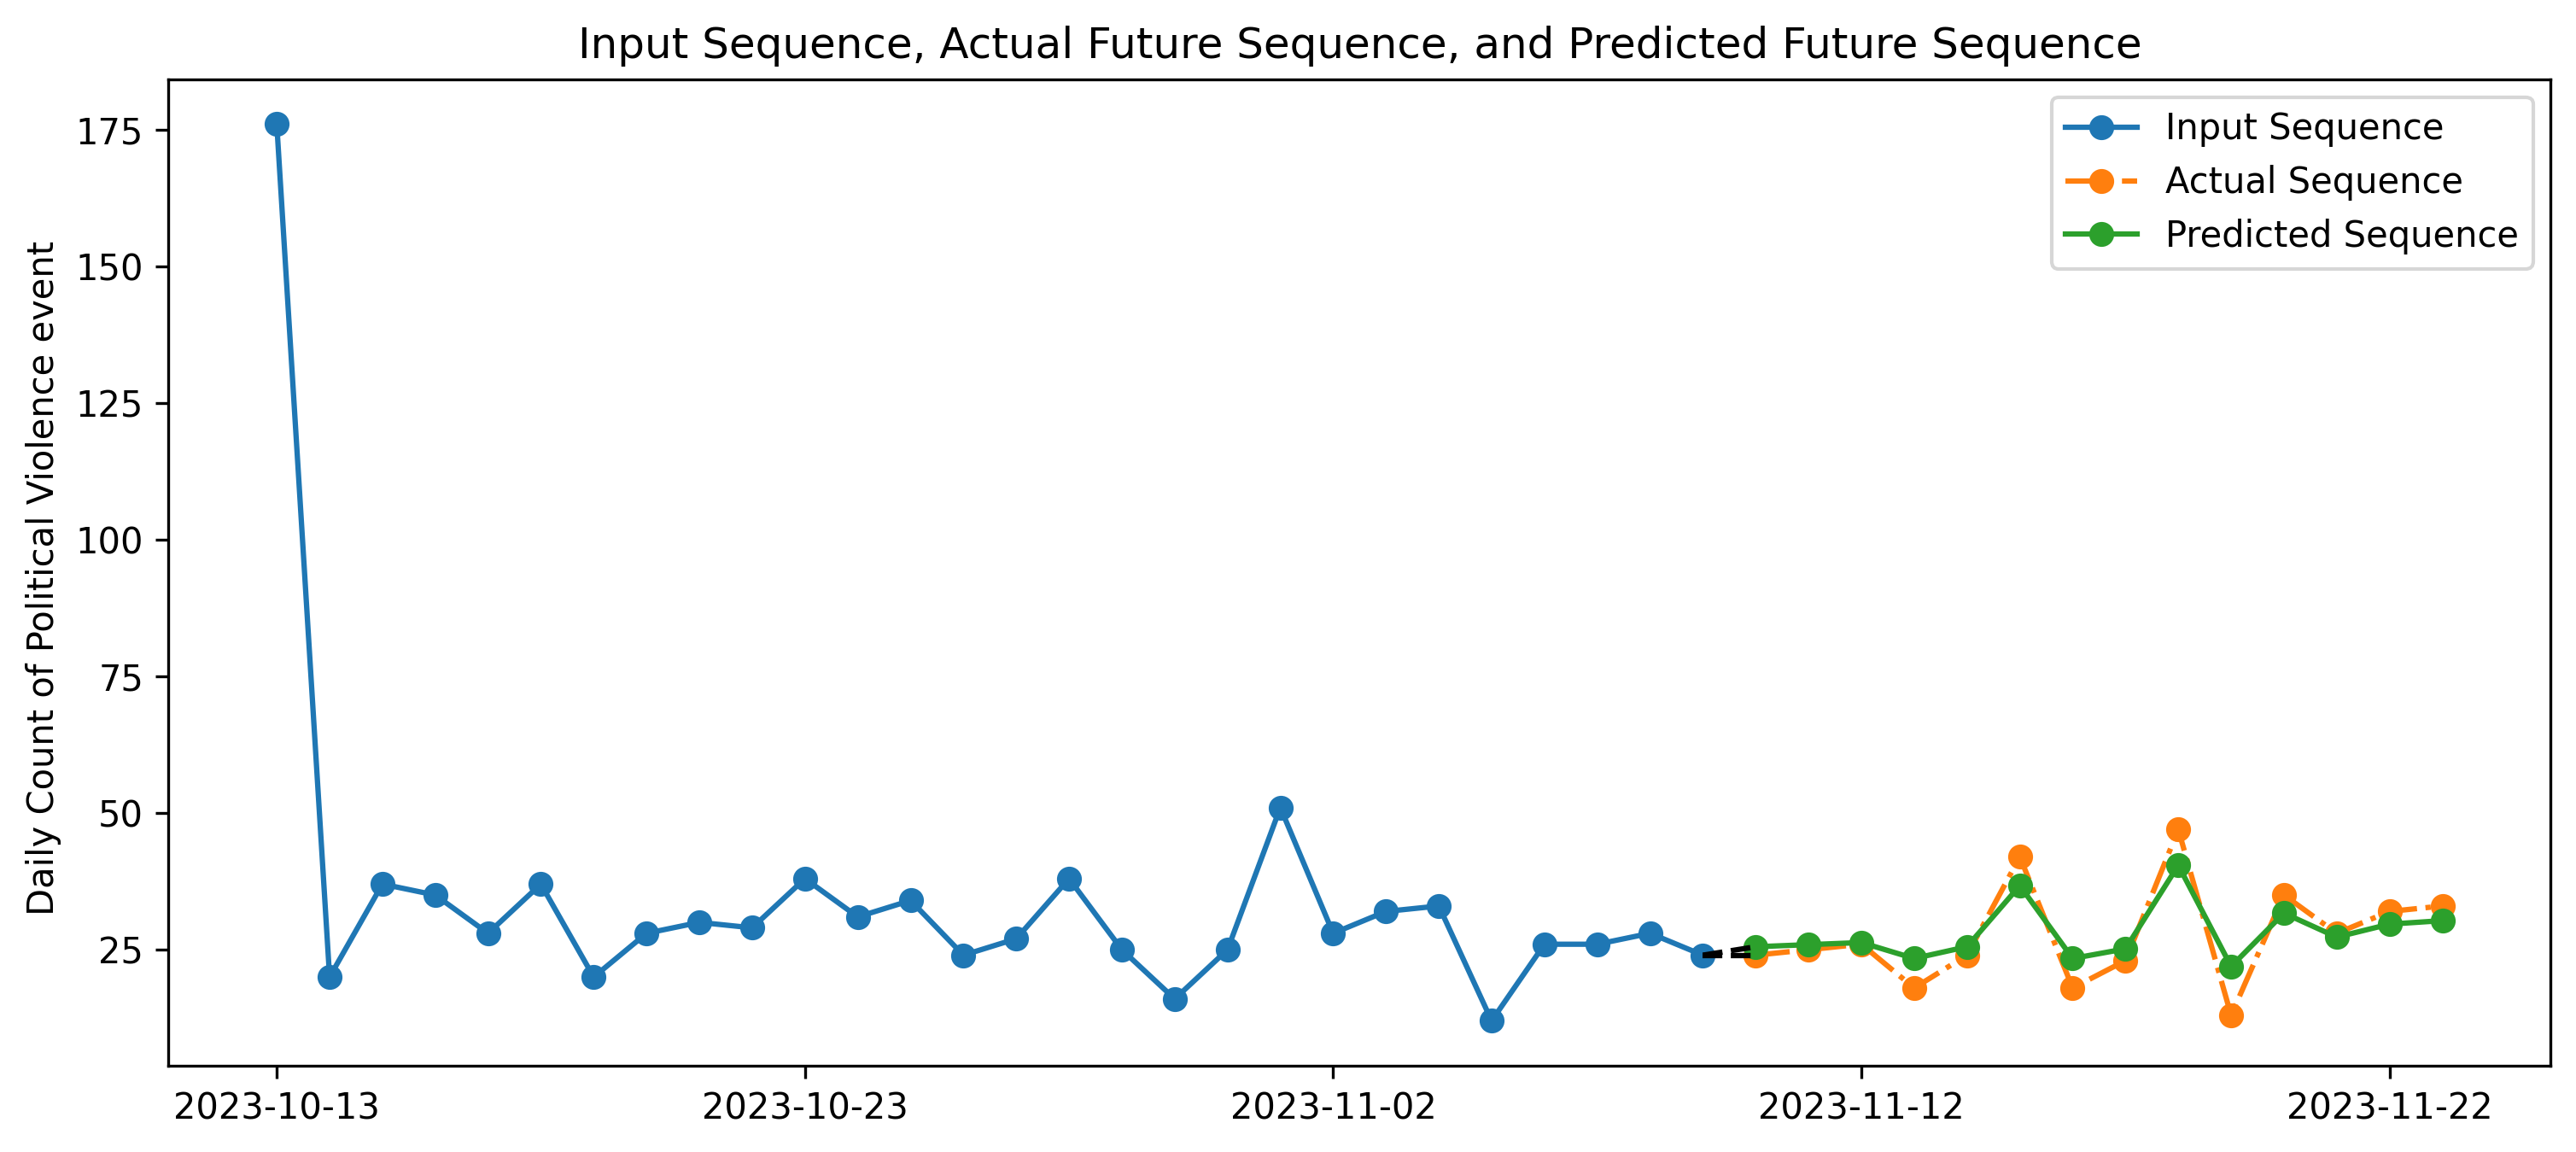 Input Sequence, Actual Future Sequence, and Predicted Future Sequence
Daily Count of Political Violence event
175
150
125
100
75
50
25
Input Sequence
Actual Sequence
Predicted Sequence
2023-10-13
2023-10-23
2023-11-02
2023-11-12
2023-11-22